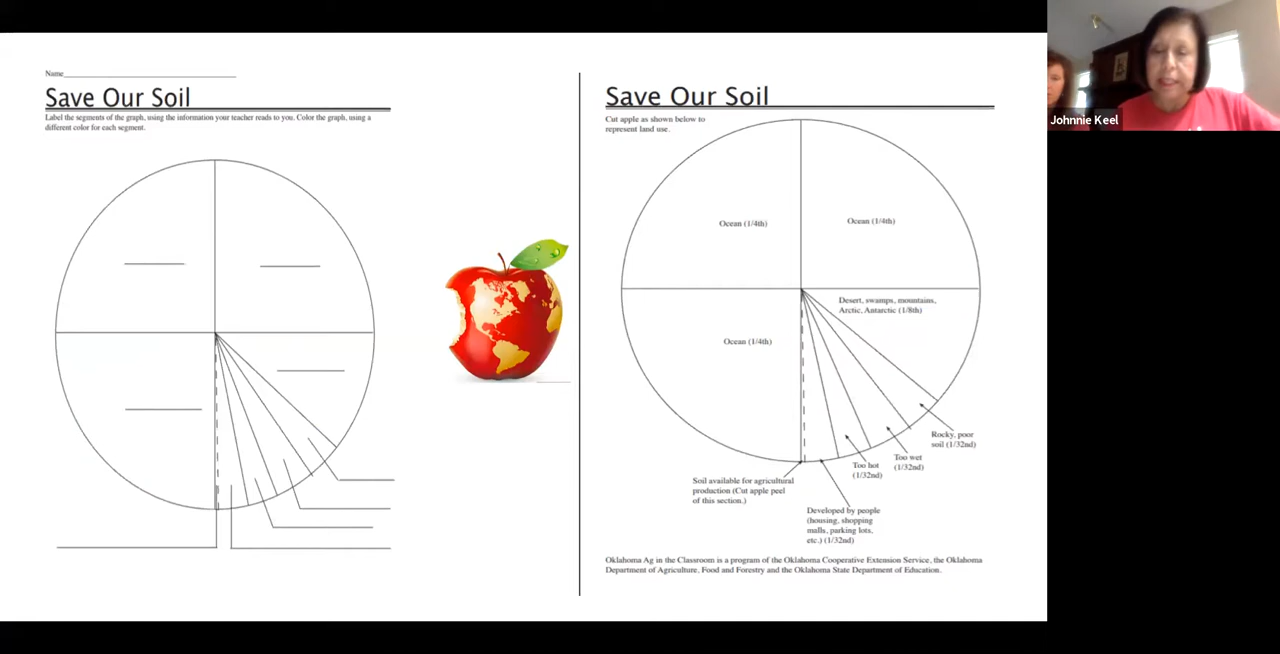 Name
Save Our Soil
Label the segments of the graph, using the information your teacher reads to you. Color the graph, using a
different color for each segment.
Save Our Soil
Cut apple as shown below to
represent land use.
Ocean (1/4th)
Ocean (1/4th)
Desert, swamps, mountains,
Arctic, Antarctic (1/8th)
Ocean (1/4th)
Rocky, poor
soil (1/32nd)
Too wet
(1/32nd)
Too hot
(1/32nd)
Soil available for agricultural
production (Cut apple peel
of this section.)
Developed by people
(housing, shopping
malls, parking lots,
etc.) (1/32nd)
Oklahoma Ag in the Classroom is a program of the Oklahoma Cooperative Extension Service, the Oklahoma
Department of Agriculture, Food and Forestry and the Oklahoma State Department of Education.
Johnnie Keel